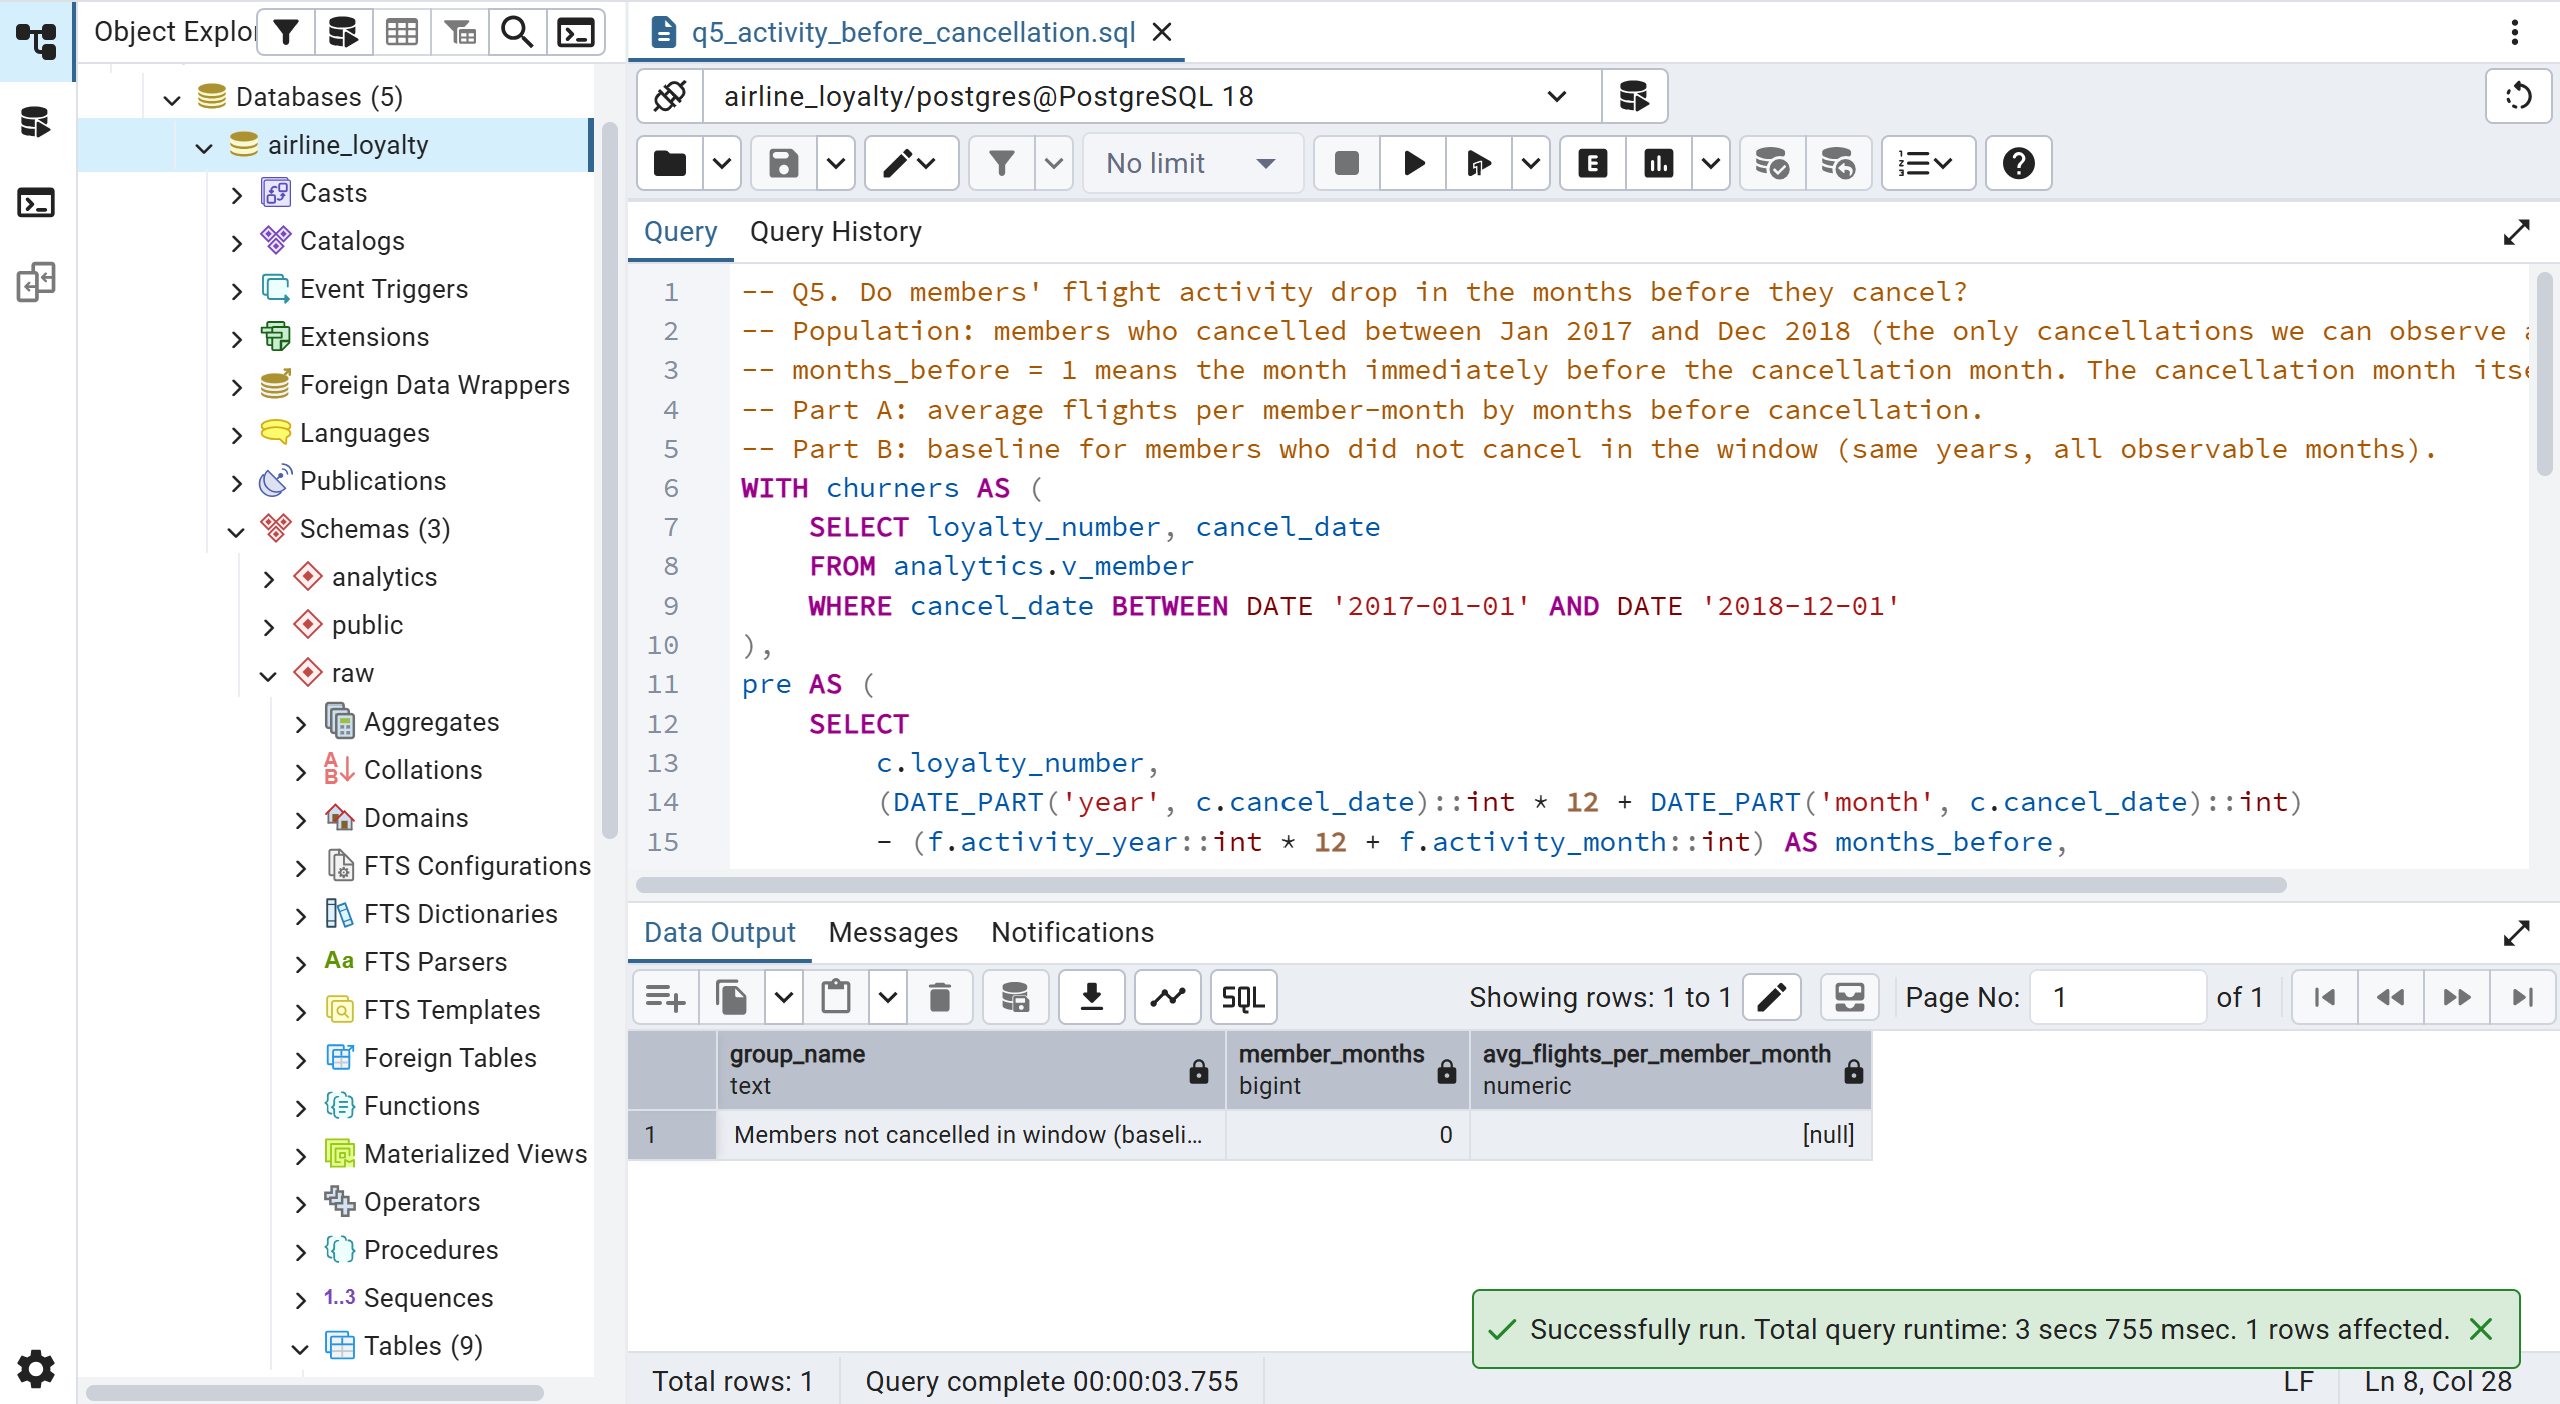 Object Explo
Databases (5)
airline_loyalty
Casts
Catalogs
Event Triggers
Extensions
Foreign Data Wrappers
Languages
Publications
Schemas (3)
analytics
public
raw
Aggregates
Collations
Domains
FTS Configurations
FTS Dictionaries
Aa FTS Parsers
FTS Templates
Foreign Tables
Functions
Materialized Views
Operators
Procedures
1..3 Sequences
Tables (9)
q5_activity_before_cancellation.sql
airline_loyalty/postgres@PostgreSQL 18
No limit
E
Query Query History
1 -- Q5. Do members' flight activity drop in the months before they cancel?
2 -- Population: members who cancelled between Jan 2017 and Dec 2018 (the only cancellations we can observe
3 -- months_before = 1 means the month immediately before the cancellation month. The cancellation month itse
4 -- Part A: average flights per member-month by months before cancellation.
5 -- Part B: baseline for members who did not cancel in the window (same years, all observable months).
6 WITH churners AS (
7 SELECT loyalty_number, cancel_date
8 FROM analytics.v_member
9 WHERE cancel_date BETWEEN DATE '2017-01-01' AND DATE '2018-12-01'
10 ),
11 pre AS (
12 SELECT
13 c.loyalty_number,
14 (DATE_PART('year', c.cancel_date)::int * 12 + DATE_PART('month', c.cancel_date)::int)
15 - (f.activity_year::int * 12 + f.activity_month::int) AS months_before,
Data Output Messages Notifications
SQL Showing rows: 1 to 1 Page No: 1 of 1
group_name member_months avg_flights_per_member_month
text bigint numeric
1 Members not cancelled in window (baseli... 0 [null]
Successfully run. Total query runtime: 3 secs 755 msec. 1 rows affected.
Total rows: 1 Query complete 00:00:03.755 LF Ln 8, Col 28